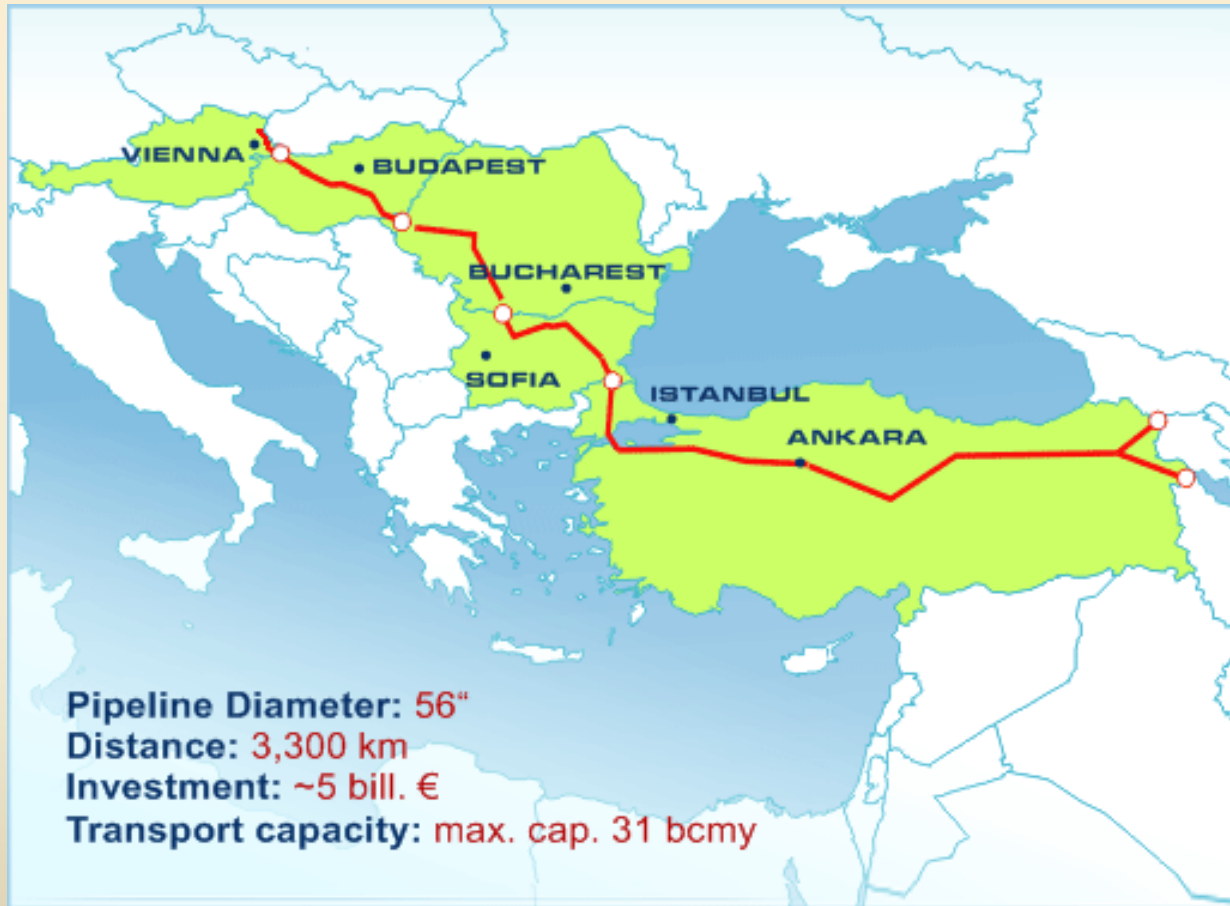 VIENNA
BUDAPEST
BUCHAREST
SOFIA
ISTANBUL
ANKARA
Pipeline Diameter: 56“
Distance: 3,300 km
Investment: ~5 bill. €
Transport capacity: max. cap. 31 bcmy